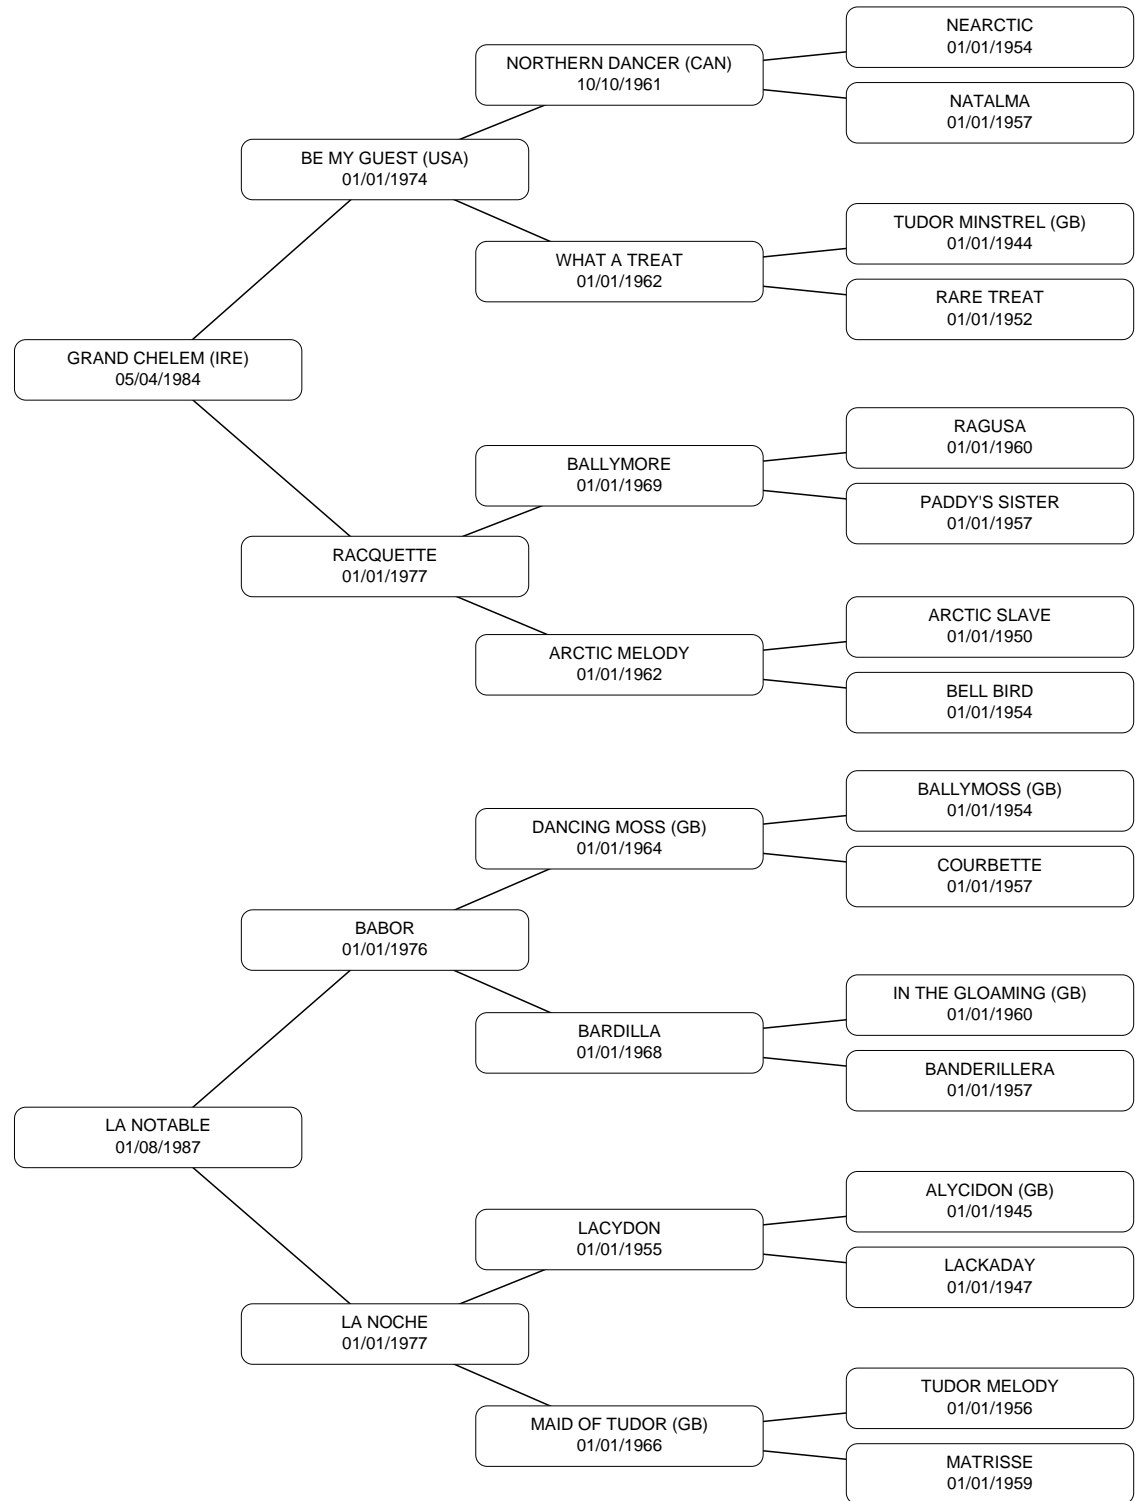 NEARCTIC
01/01/1954
NORTHERN DANCER (CAN)
10/10/1961
NATALMA
01/01/1957
BE MY GUEST (USA)
01/01/1974
TUDOR MINSTREL (GB)
01/01/1944
WHAT A TREAT
01/01/1962
RARE TREAT
01/01/1952
GRAND CHELEM (IRE)
05/04/1984
RAGUSA
01/01/1960
BALLYMORE
01/01/1969
PADDY'S SISTER
01/01/1957
RACQUETTE
01/01/1977
ARCTIC SLAVE
01/01/1950
ARCTIC MELODY
01/01/1962
BELL BIRD
01/01/1954
BALLYMOSS (GB)
01/01/1954
DANCING MOSS (GB)
01/01/1964
COURBETTE
01/01/1957
BABOR
01/01/1976
IN THE GLOAMING (GB)
01/01/1960
BARDILLA
01/01/1968
BANDERILLERA
01/01/1957
LA NOTABLE
01/08/1987
ALYCIDON (GB)
01/01/1945
LACYDON
01/01/1955
LACKADAY
01/01/1947
LA NOCHE
01/01/1977
TUDOR MELODY
01/01/1956
MAID OF TUDOR (GB)
01/01/1966
MATRISSE
01/01/1959